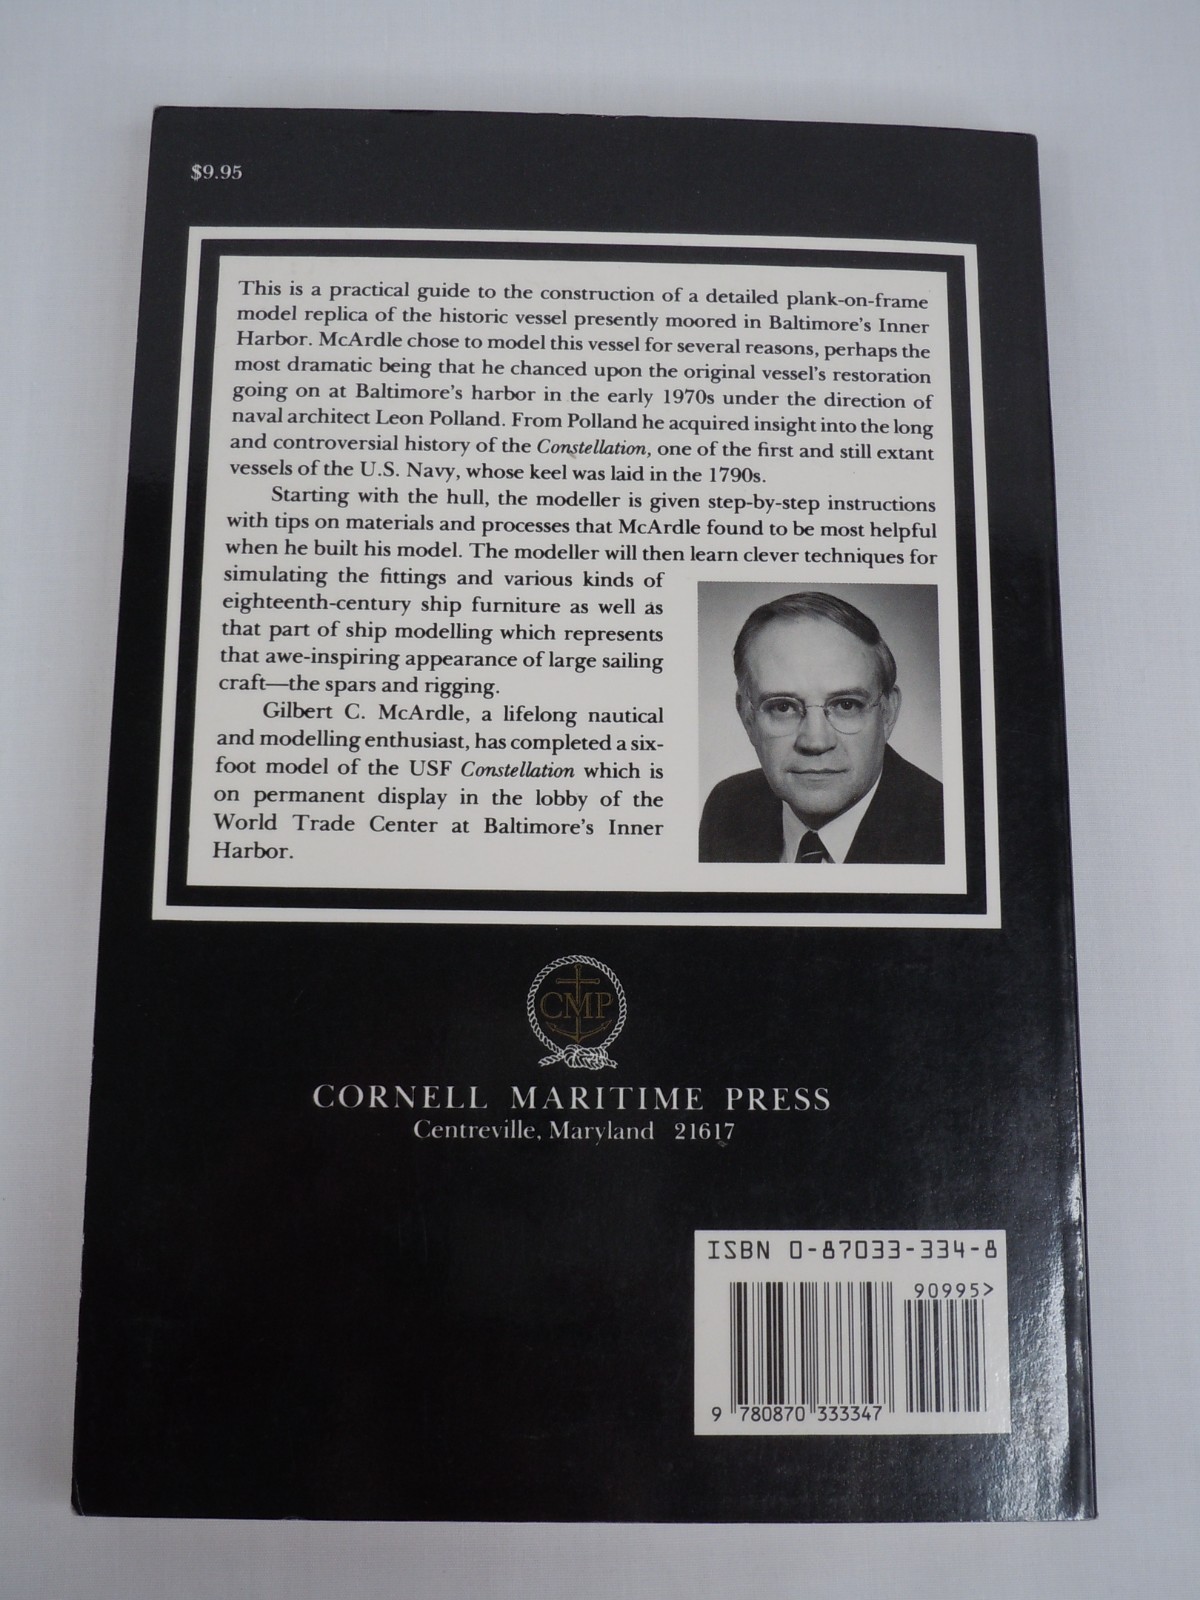 $9.95
This is a practical guide to the construction of a detailed plank-on-frame
model replica of the historic vessel presently moored in Baltimore's Inner
Harbor. McArdle chose to model this vessel for several reasons, perhaps the
most dramatic being that he chanced upon the original vessel's restoration
going on at Baltimore's harbor in the early 1970s under the direction of
naval architect Leon Polland. From Polland he acquired insight into the long
and controversial history of the Constellation, one of the first and still extant
vessels of the U.S. Navy, whose keel was laid in the 1790s.
Starting with the hull, the modeller is given step-by-step instructions
with tips on materials and processes that McArdle found to be most helpful
when he built his model. The modeller will then learn clever techniques for
simulating the fittings and various kinds of
eighteenth-century ship furniture as well as
that part of ship modelling which represents
that awe-inspiring appearance of large sailing
craft—the spars and rigging.
Gilbert C. McArdle, a lifelong nautical
and modelling enthusiast, has completed a six-
foot model of the USF Constellation which is
on permanent display in the lobby of the
World Trade Center at Baltimore's Inner
Harbor.
CMP
CORNELL MARITIME PRESS
Centreville, Maryland 21617
ISBN 0-87033-334-8
90995>
9 780870 333347